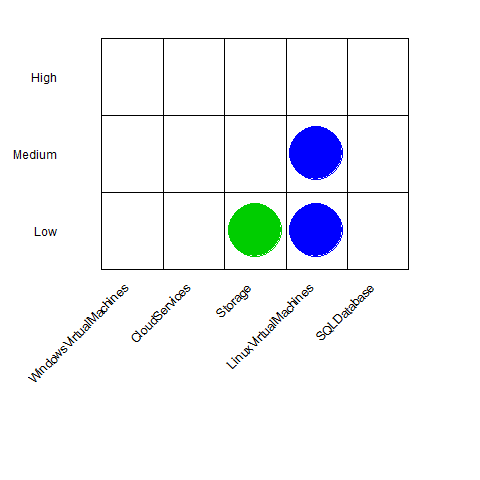 High
Medium
Low
WindowsVirtualMachines
CloudServices
Storage
LinuxVirtualMachines
SQLDatabase